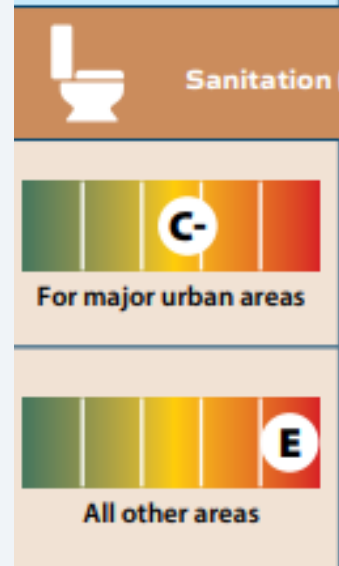 Sanitation
C-
For major urban areas
E
All other areas